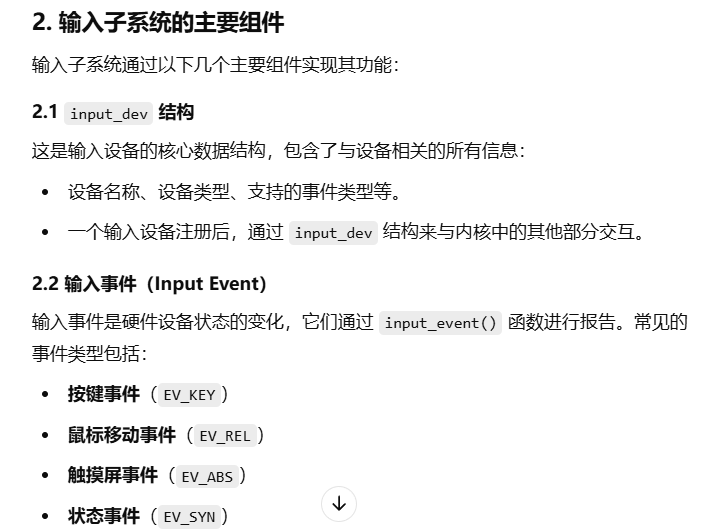 2. 输入子系统的主要组件
输入子系统通过以下几个主要组件实现其功能：
2.1 input_dev 结构
这是输入设备的核心数据结构，包含了与设备相关的所有信息：
• 设备名称、设备类型、支持的事件类型等。
• 一个输入设备注册后，通过 input_dev 结构来与内核中的其他部分交互。
2.2 输入事件（Input Event）
输入事件是硬件设备状态的变化，它们通过 input_event() 函数进行报告。常见的
事件类型包括：
• 按键事件（EV_KEY）
• 鼠标移动事件（EV_REL）
• 触摸屏事件（EV_ABS）
• 状态事件（EV_SYN）